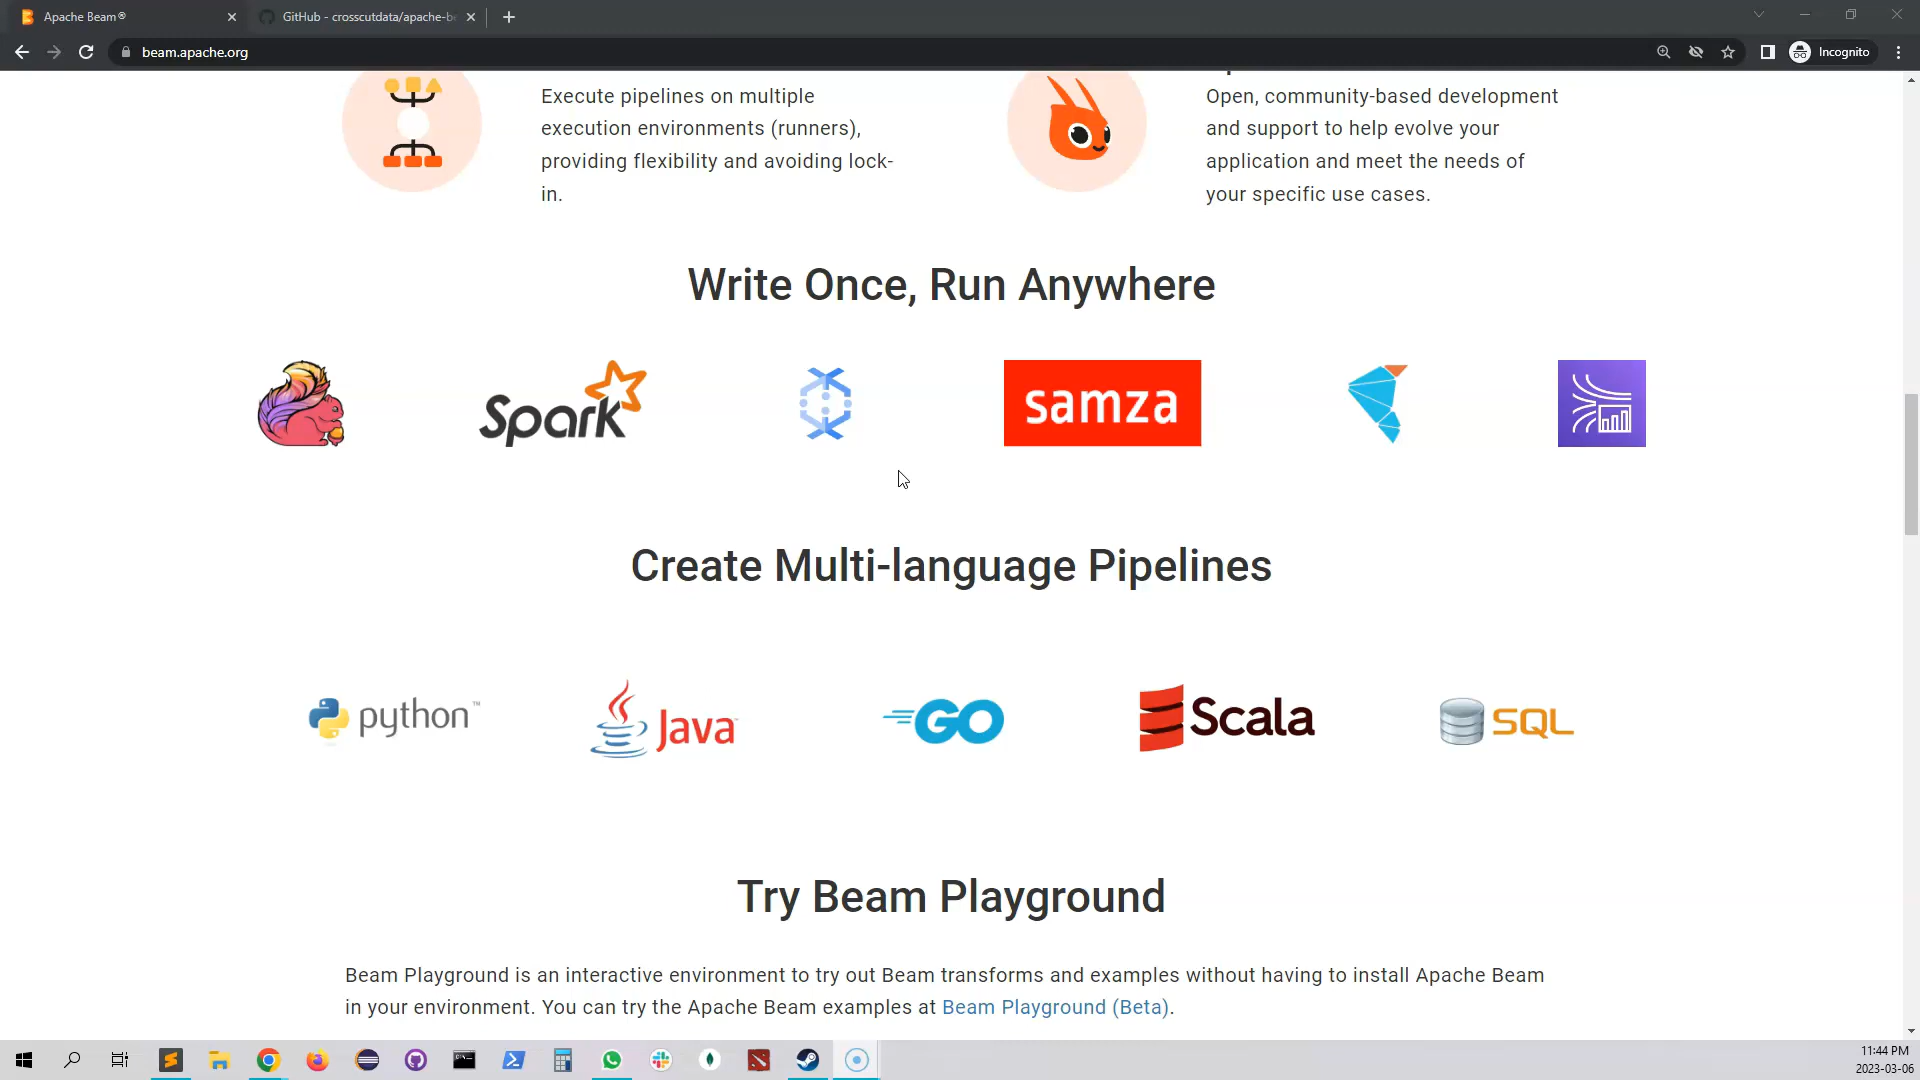 Apache Beam®
GitHub - crosscutdata/apache-be
beam.apache.org
Incognito
Execute pipelines on multiple
execution environments (runners),
providing flexibility and avoiding lock-
in.
Open, community-based development
and support to help evolve your
application and meet the needs of
your specific use cases.
Write Once, Run Anywhere
Spark
samza
Create Multi-language Pipelines
python™
Java™
GO
Scala
SQL
Try Beam Playground
Beam Playground is an interactive environment to try out Beam transforms and examples without having to install Apache Beam
in your environment. You can try the Apache Beam examples at Beam Playground (Beta).
11:44 PM
2023-03-06